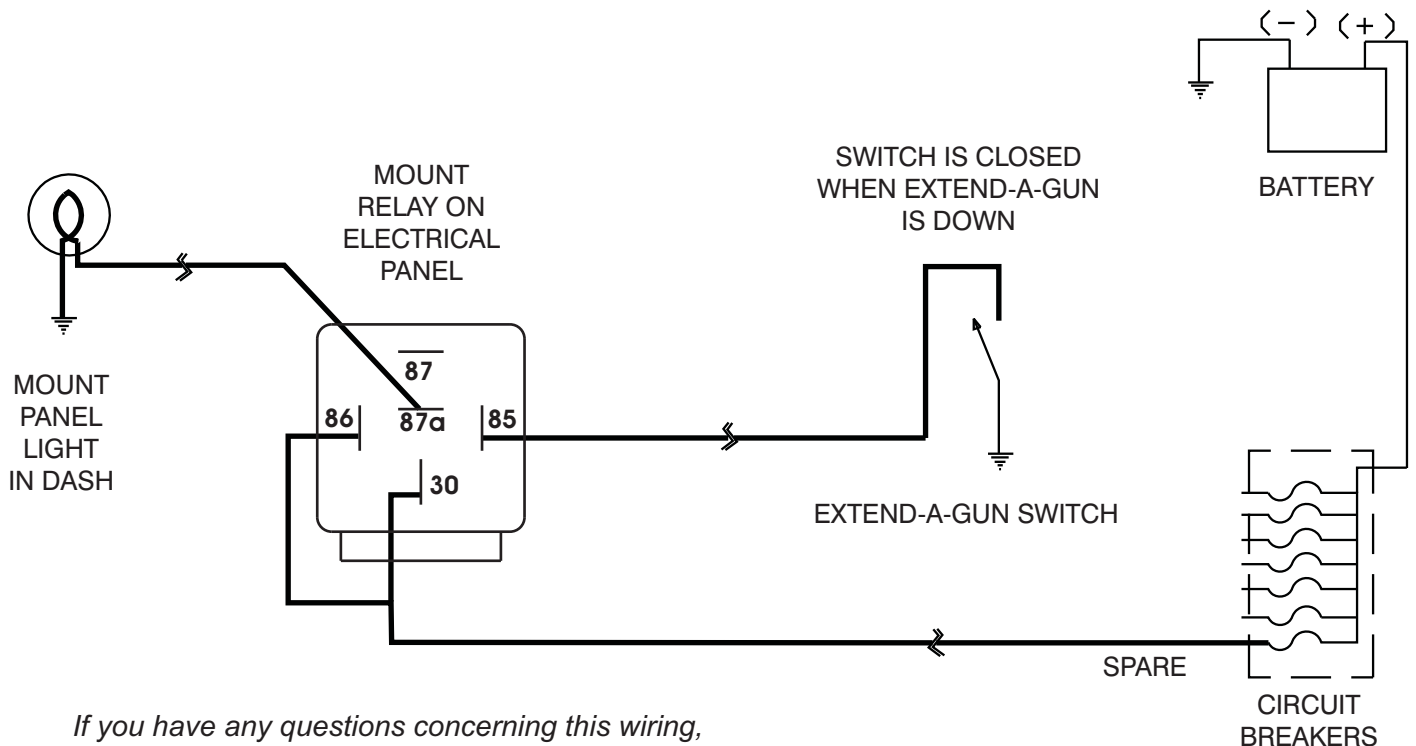 ( – ) ( + )
BATTERY
SWITCH IS CLOSED
WHEN EXTEND-A-GUN
IS DOWN
MOUNT
RELAY ON
ELECTRICAL
PANEL
87
86
87a
85
30
MOUNT
PANEL
LIGHT
IN DASH
EXTEND-A-GUN SWITCH
SPARE
CIRCUIT
BREAKERS
If you have any questions concerning this wiring,